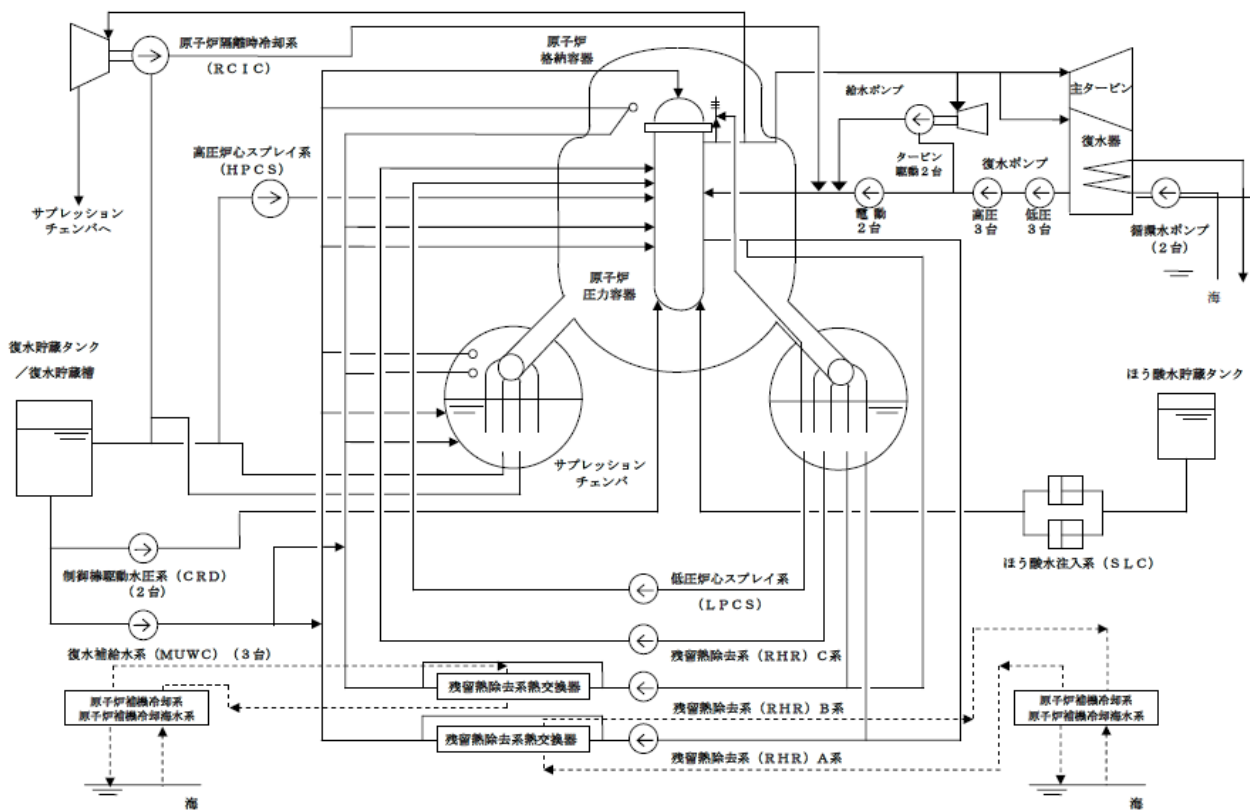 原子炉隔離時冷却系
(RCIC)
原子炉
格納容器
給水ポンプ
主タービン
復水器
タービン
駆動2台
復水ポンプ
高圧炉心スプレイ系
(HPCS)
サプレッション
チェンバへ
電動
2台
高圧
3台
低圧
3台
循環水ポンプ
(2台)
海
原子炉
圧力容器
復水貯蔵タンク
/復水貯蔵槽
ほう酸水貯蔵タンク
サプレッション
チェンバ
制御棒駆動水圧系(CRD)
(2台)
低圧炉心スプレイ系
(LPCS)
ほう酸水注入系(SLC)
復水補給水系(MUWC)(3台)
残留熱除去系(RHR)C系
残留熱除去系熱交換器
残留熱除去系(RHR)B系
原子炉補機冷却系
原子炉補機冷却海水系
原子炉補機冷却系
原子炉補機冷却海水系
残留熱除去系熱交換器
残留熱除去系(RHR)A系
海
海